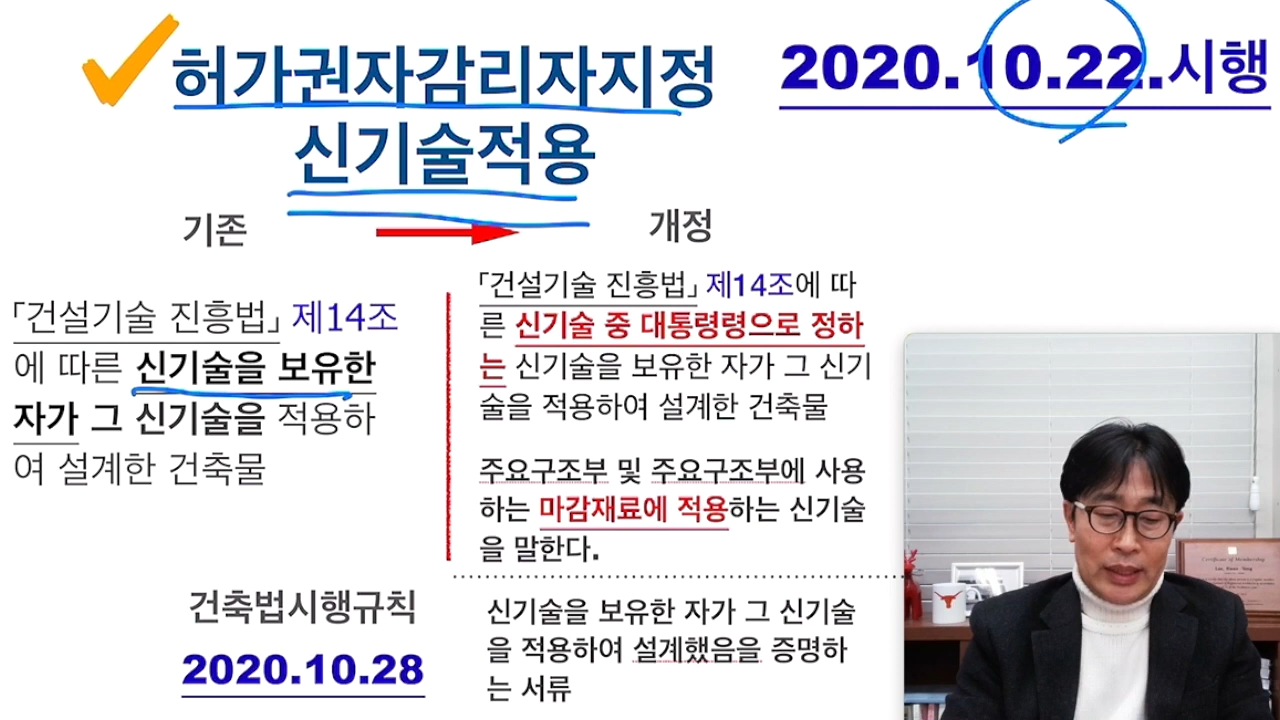 허가권자감리자지정
신기술적용
2020.10.22.시행
기존
개정
「건설기술 진흥법」 제14조
에 따른 신기술을 보유한
자가 그 신기술을 적용하
여 설계한 건축물
「건설기술 진흥법」 제14조에 따
른 신기술 중 대통령령으로 정하
는 신기술을 보유한 자가 그 신기
술을 적용하여 설계한 건축물
주요구조부 및 주요구조부에 사용
하는 마감재료에 적용하는 신기술
을 말한다.
건축법시행규칙
2020.10.28
신기술을 보유한 자가 그 신기술
을 적용하여 설계했음을 증명하
는 서류
Certificate of Membership